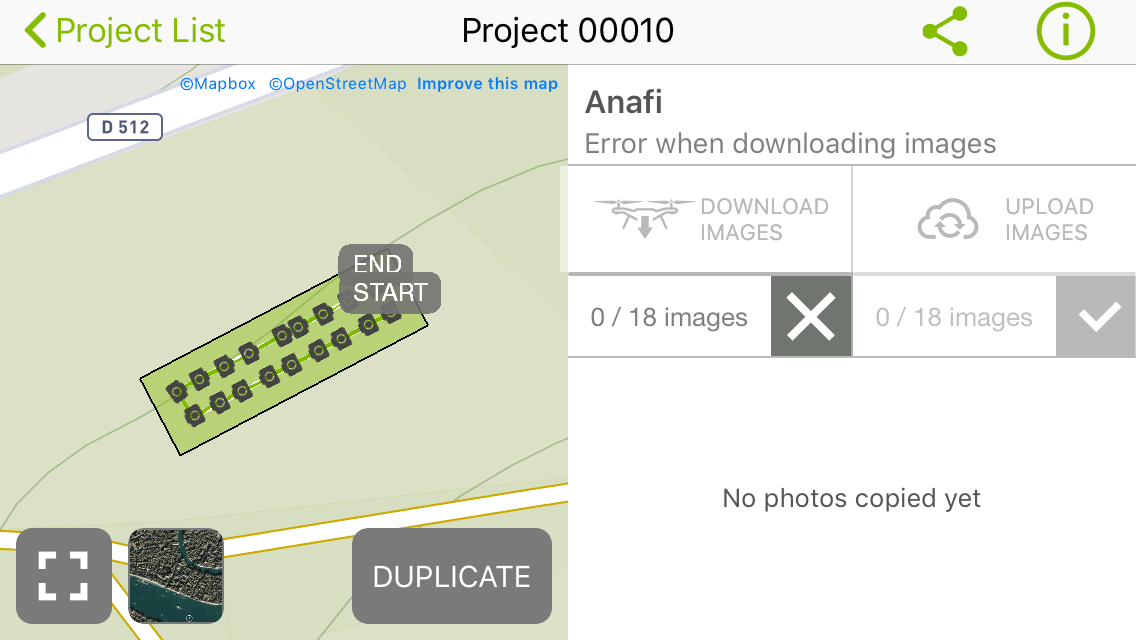 Project List
Project 00010
©Mapbox ©OpenStreetMap Improve this map
D 512
END
START
DUPLICATE
Anafi
Error when downloading images
DOWNLOAD
IMAGES
UPLOAD
IMAGES
0 / 18 images
0 / 18 images
No photos copied yet